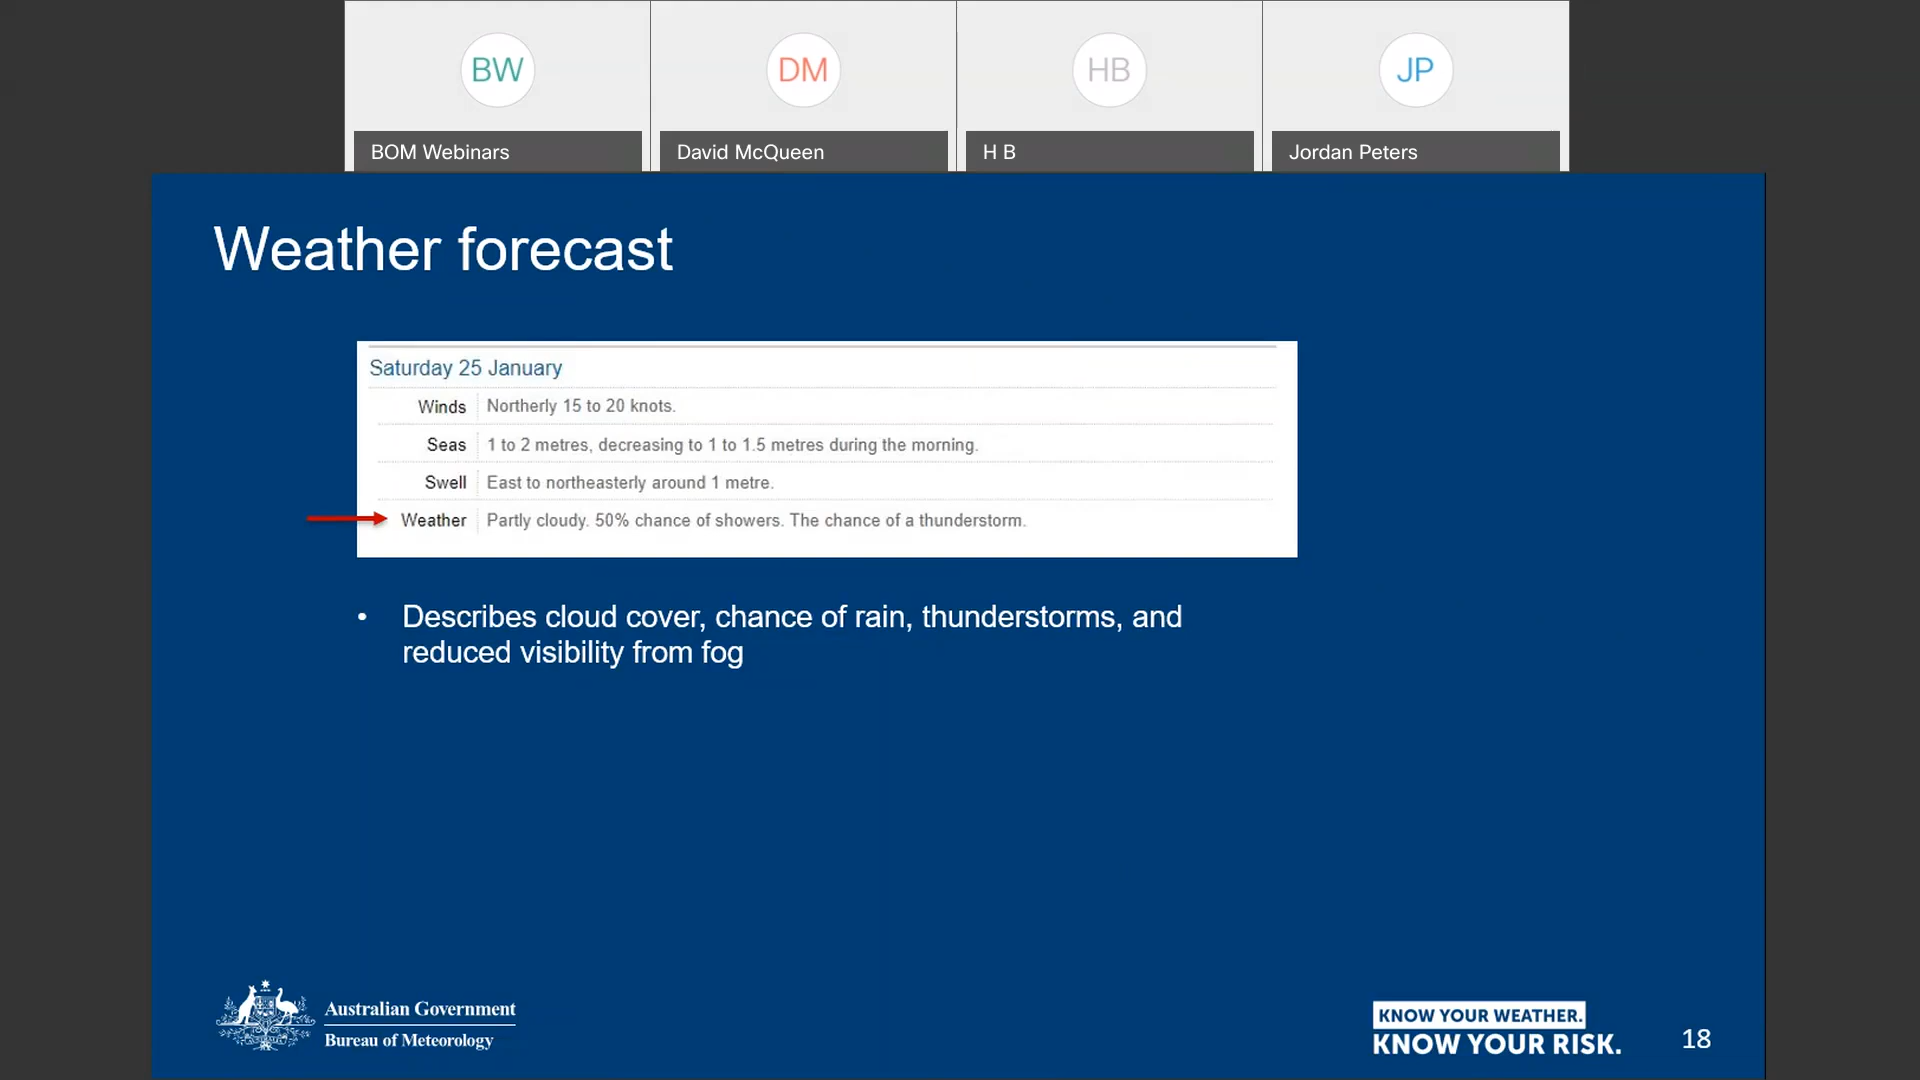 BW
DM
HB
JP
BOM Webinars
David McQueen
H B
Jordan Peters
Weather forecast
Saturday 25 January
Winds Northerly 15 to 20 knots.
Seas 1 to 2 metres, decreasing to 1 to 1.5 metres during the morning.
Swell East to northeasterly around 1 metre.
Weather Partly cloudy. 50% chance of showers. The chance of a thunderstorm.
• Describes cloud cover, chance of rain, thunderstorms, and
reduced visibility from fog
Australian Government
Bureau of Meteorology
KNOW YOUR WEATHER.
KNOW YOUR RISK.
18